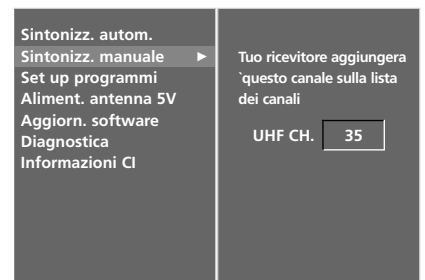 Sintonizz. autom.
Sintonizz. manuale ►
Set up programmi
Aliment. antenna 5V
Aggiorn. software
Diagnostica
Informazioni CI
Tuo ricevitore aggiungera
`questo canale sulla lista
dei canali
UHF CH. 35